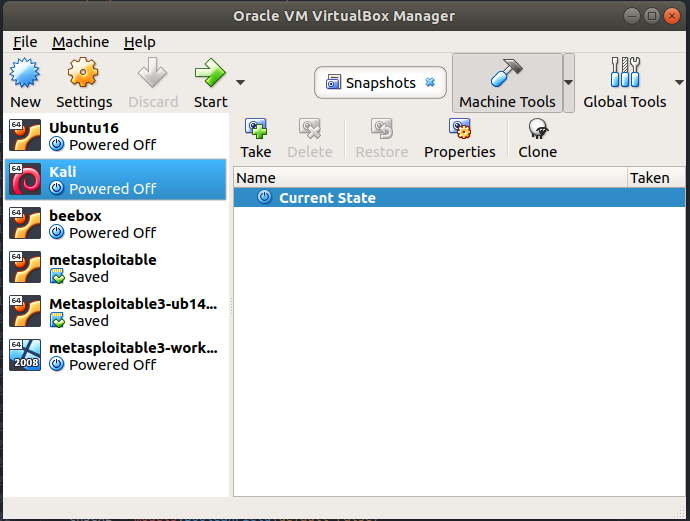 Oracle VM VirtualBox Manager
File Machine Help
New Settings Discard Start Snapshots Machine Tools Global Tools
64 Ubuntu16
Powered Off
64 Kali
Powered Off
64 beebox
Powered Off
64 metasploitable
Saved
64 Metasploitable3-ub14...
Saved
64 metasploitable3-work...
2008 Powered Off
Take Delete Restore Properties Clone
Name Taken
Current State